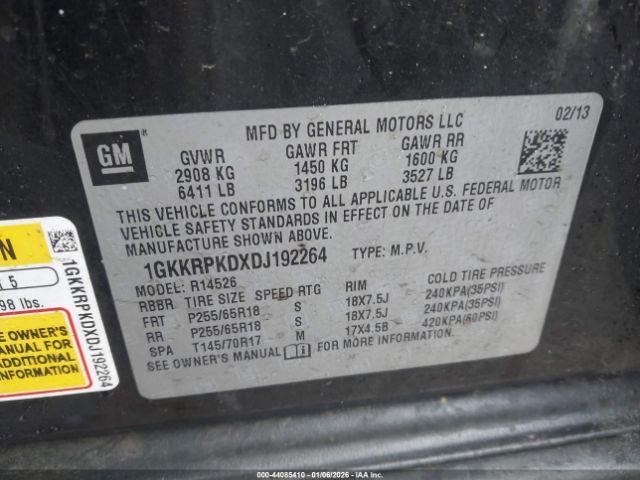 MFD BY GENERAL MOTORS LLC 02/13
GM ®
GVWR GAWR FRT GAWR RR
2908 KG 1450 KG 1600 KG
6411 LB 3196 LB 3527 LB
THIS VEHICLE CONFORMS TO ALL APPLICABLE U.S. FEDERAL MOTOR
VEHICLE SAFETY STANDARDS IN EFFECT ON THE DATE OF
MANUFACTURE SHOWN ABOVE.
1GKKRPKDXDJ192264 TYPE: M.P.V.
MODEL: R14526
RBBR TIRE SIZE SPEED RTG RIM COLD TIRE PRESSURE
FRT P255/65R18 S 18X7.5J 240KPA(35PSI)
RR P255/65R18 S 18X7.5J 240KPA(35PSI)
SPA T145/70R17 M 17X4.5B 420KPA(60PSI)
SEE OWNER'S MANUAL FOR MORE INFORMATION.
N
5
98 lbs.
SEE OWNER'S
MANUAL FOR
ADDITIONAL
INFORMATION
1GKKRPKDXDJ192264
000-44085410 - 01/06/2026 - IAA Inc.